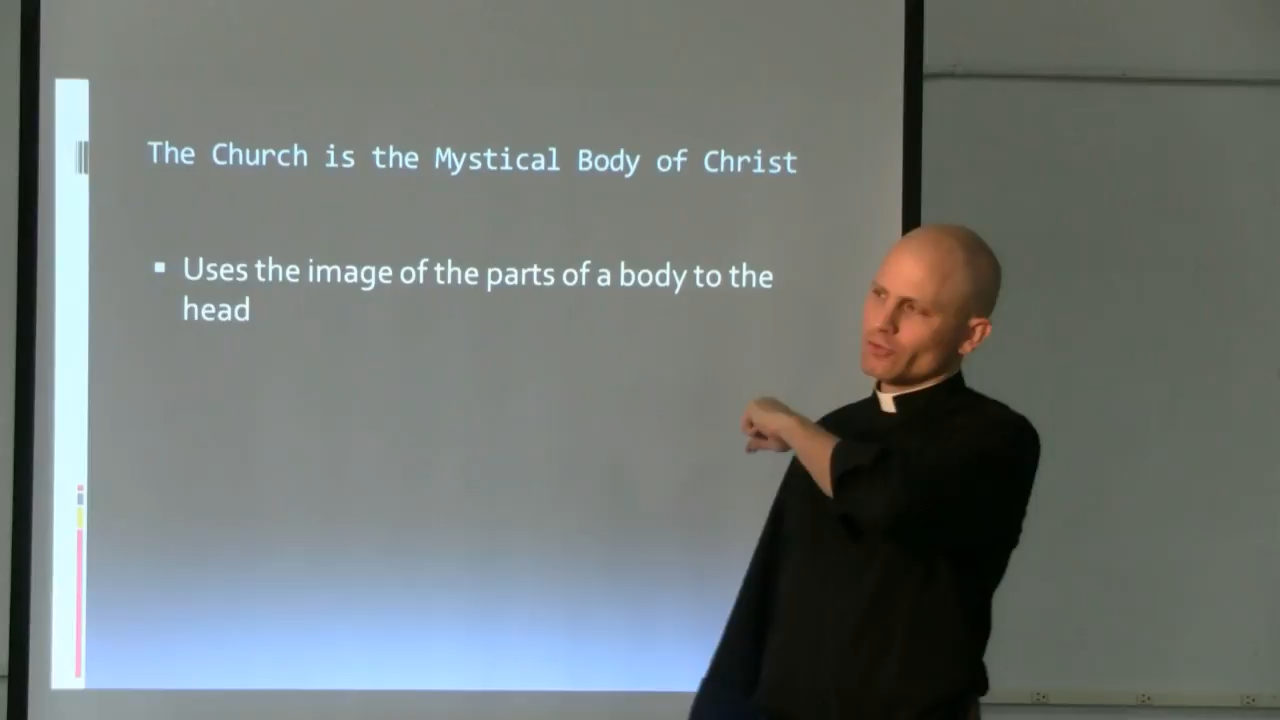 The Church is the Mystical Body of Christ
▪ Uses the image of the parts of a body to the
head